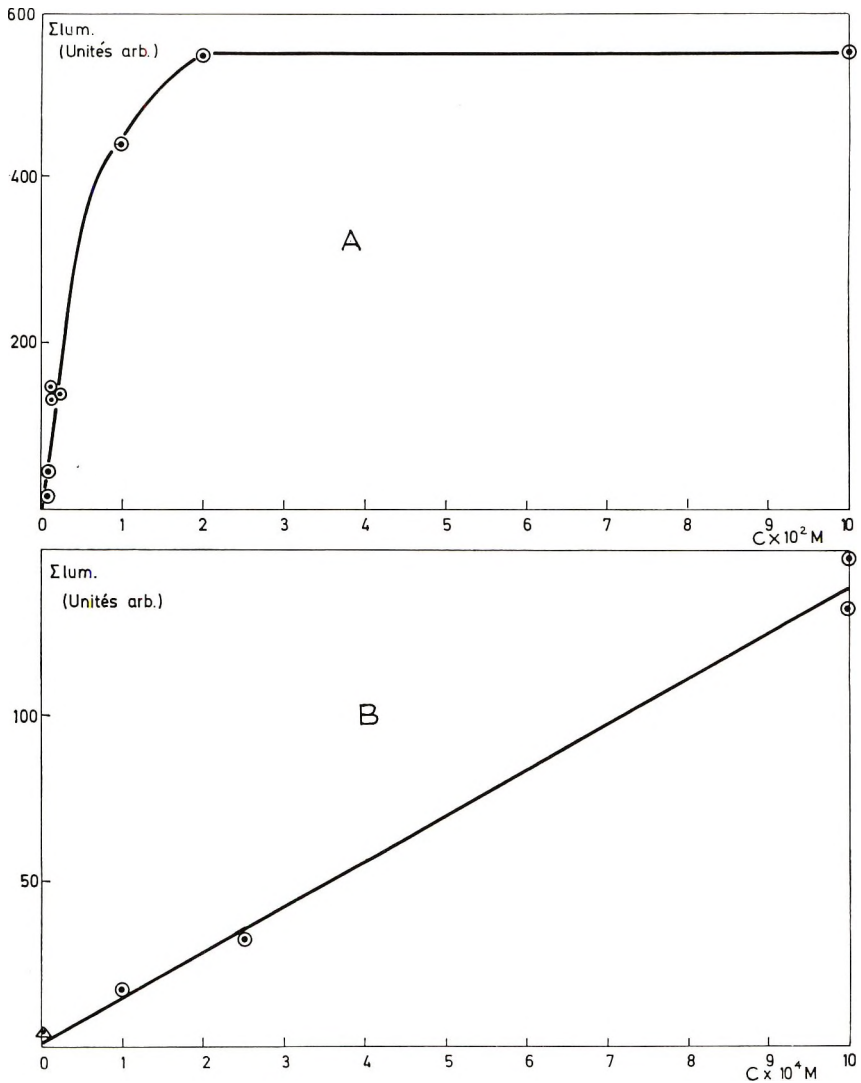 600
Σlum.
(Unités arb.)
400
A
200
0 1 2 3 4 5 6 7 8 9 10
C×10² M
Σlum.
(Unités arb.)
B
100
50
0 1 2 3 4 5 6 7 8 9 10
C × 10⁴ M